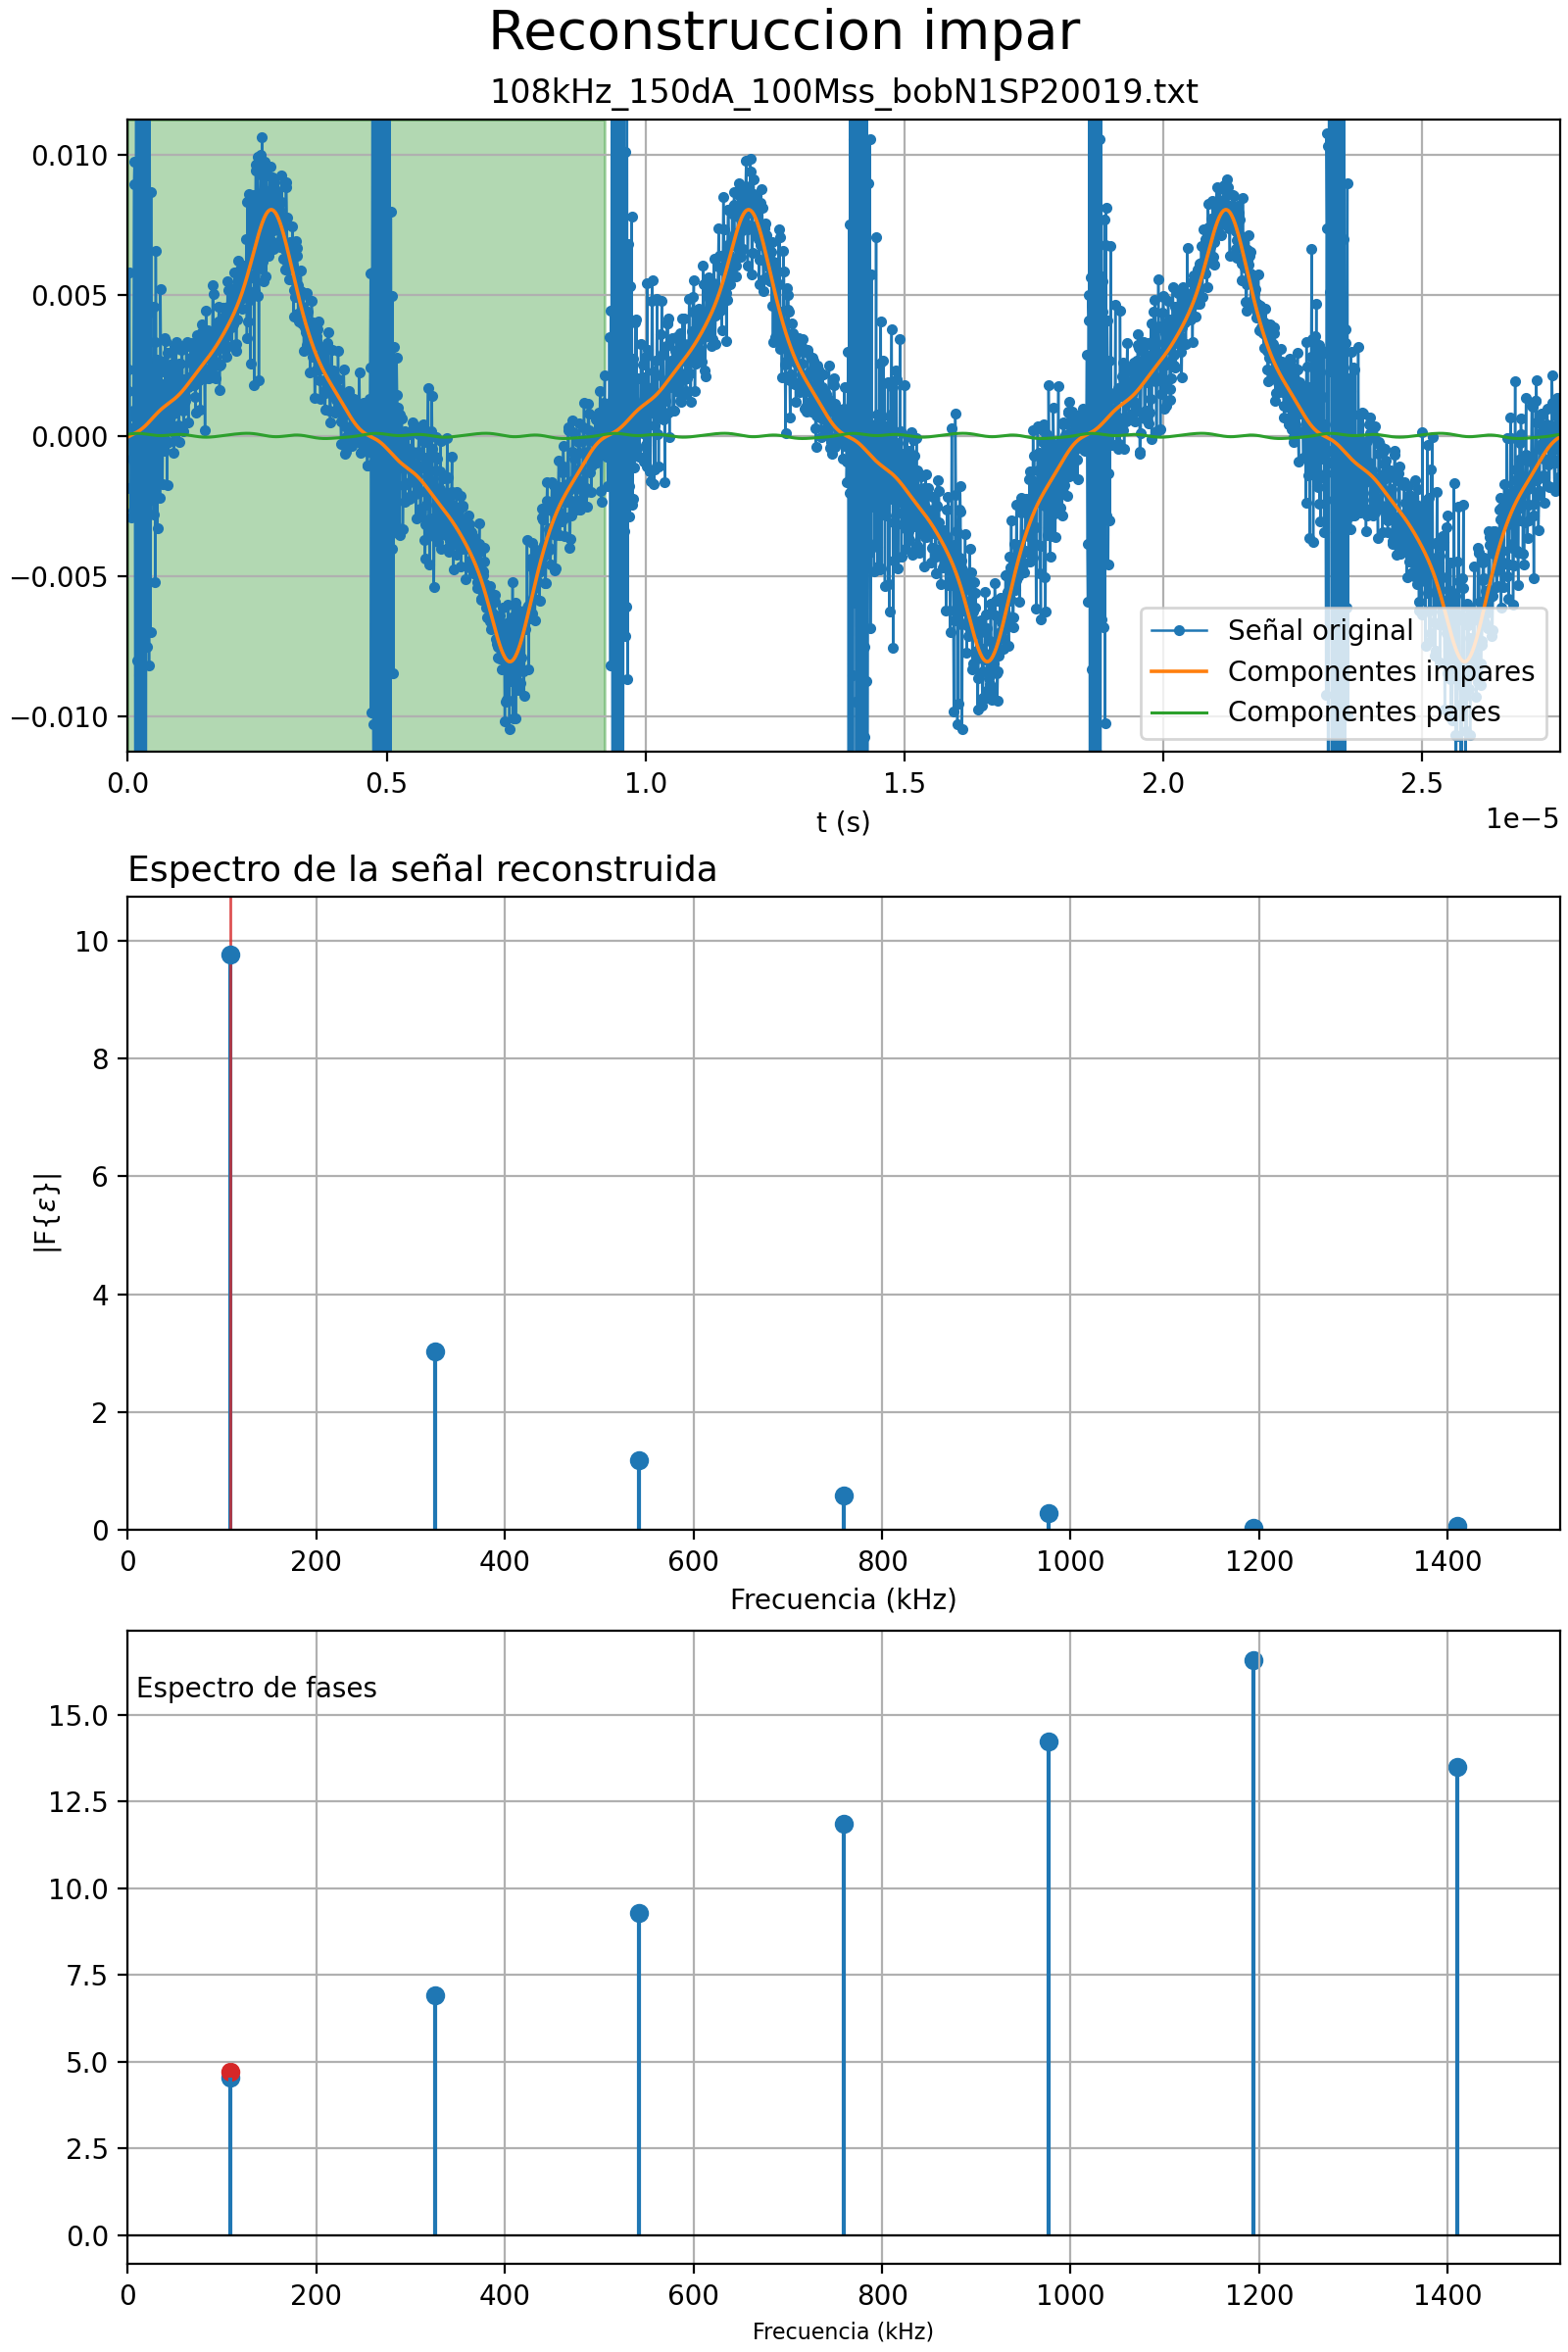 Reconstruccion impar
108kHz_150dA_100Mss_bobN1SP20019.txt
0.010
0.005
0.000
−0.005
−0.010
Señal original
Componentes impares
Componentes pares
0.0 0.5 1.0 1.5 2.0 2.5
1e−5
t (s)
Espectro de la señal reconstruida
10
8
6
4
2
0
|F{ε}|
0 200 400 600 800 1000 1200 1400
Frecuencia (kHz)
Espectro de fases
15.0
12.5
10.0
7.5
5.0
2.5
0.0
0 200 400 600 800 1000 1200 1400
Frecuencia (kHz)